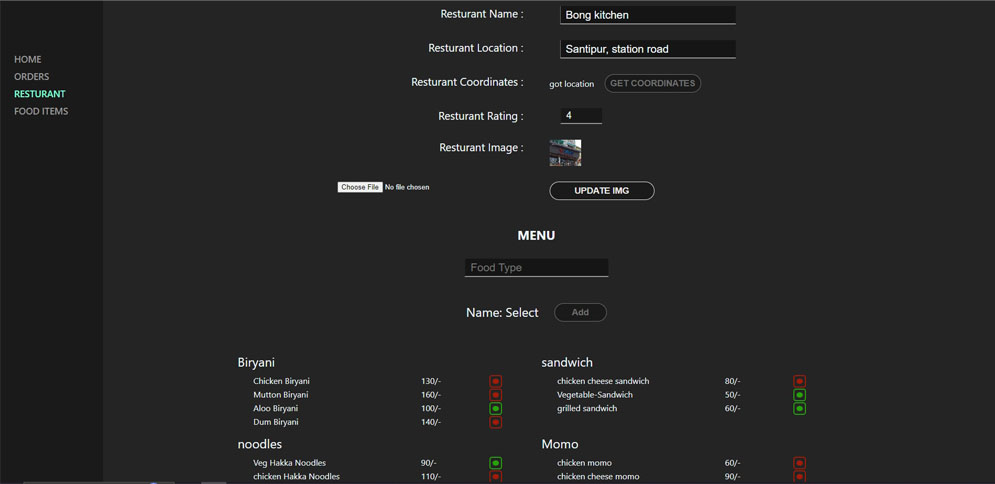 HOME
ORDERS
RESTURANT
FOOD ITEMS
Resturant Name : Bong kitchen
Resturant Location : Santipur, station road
Resturant Coordinates : got location GET COORDINATES
Resturant Rating : 4
Resturant Image :
Choose File No file chosen UPDATE IMG
MENU
Food Type
Name: Select Add
Biryani
Chicken Biryani 130/-
Mutton Biryani 160/-
Aloo Biryani 100/-
Dum Biryani 140/-
sandwich
chicken cheese sandwich 80/-
Vegetable-Sandwich 50/-
grilled sandwich 60/-
noodles
Veg Hakka Noodles 90/-
chicken Hakka Noodles 110/-
Momo
chicken momo 60/-
chicken cheese momo 90/-